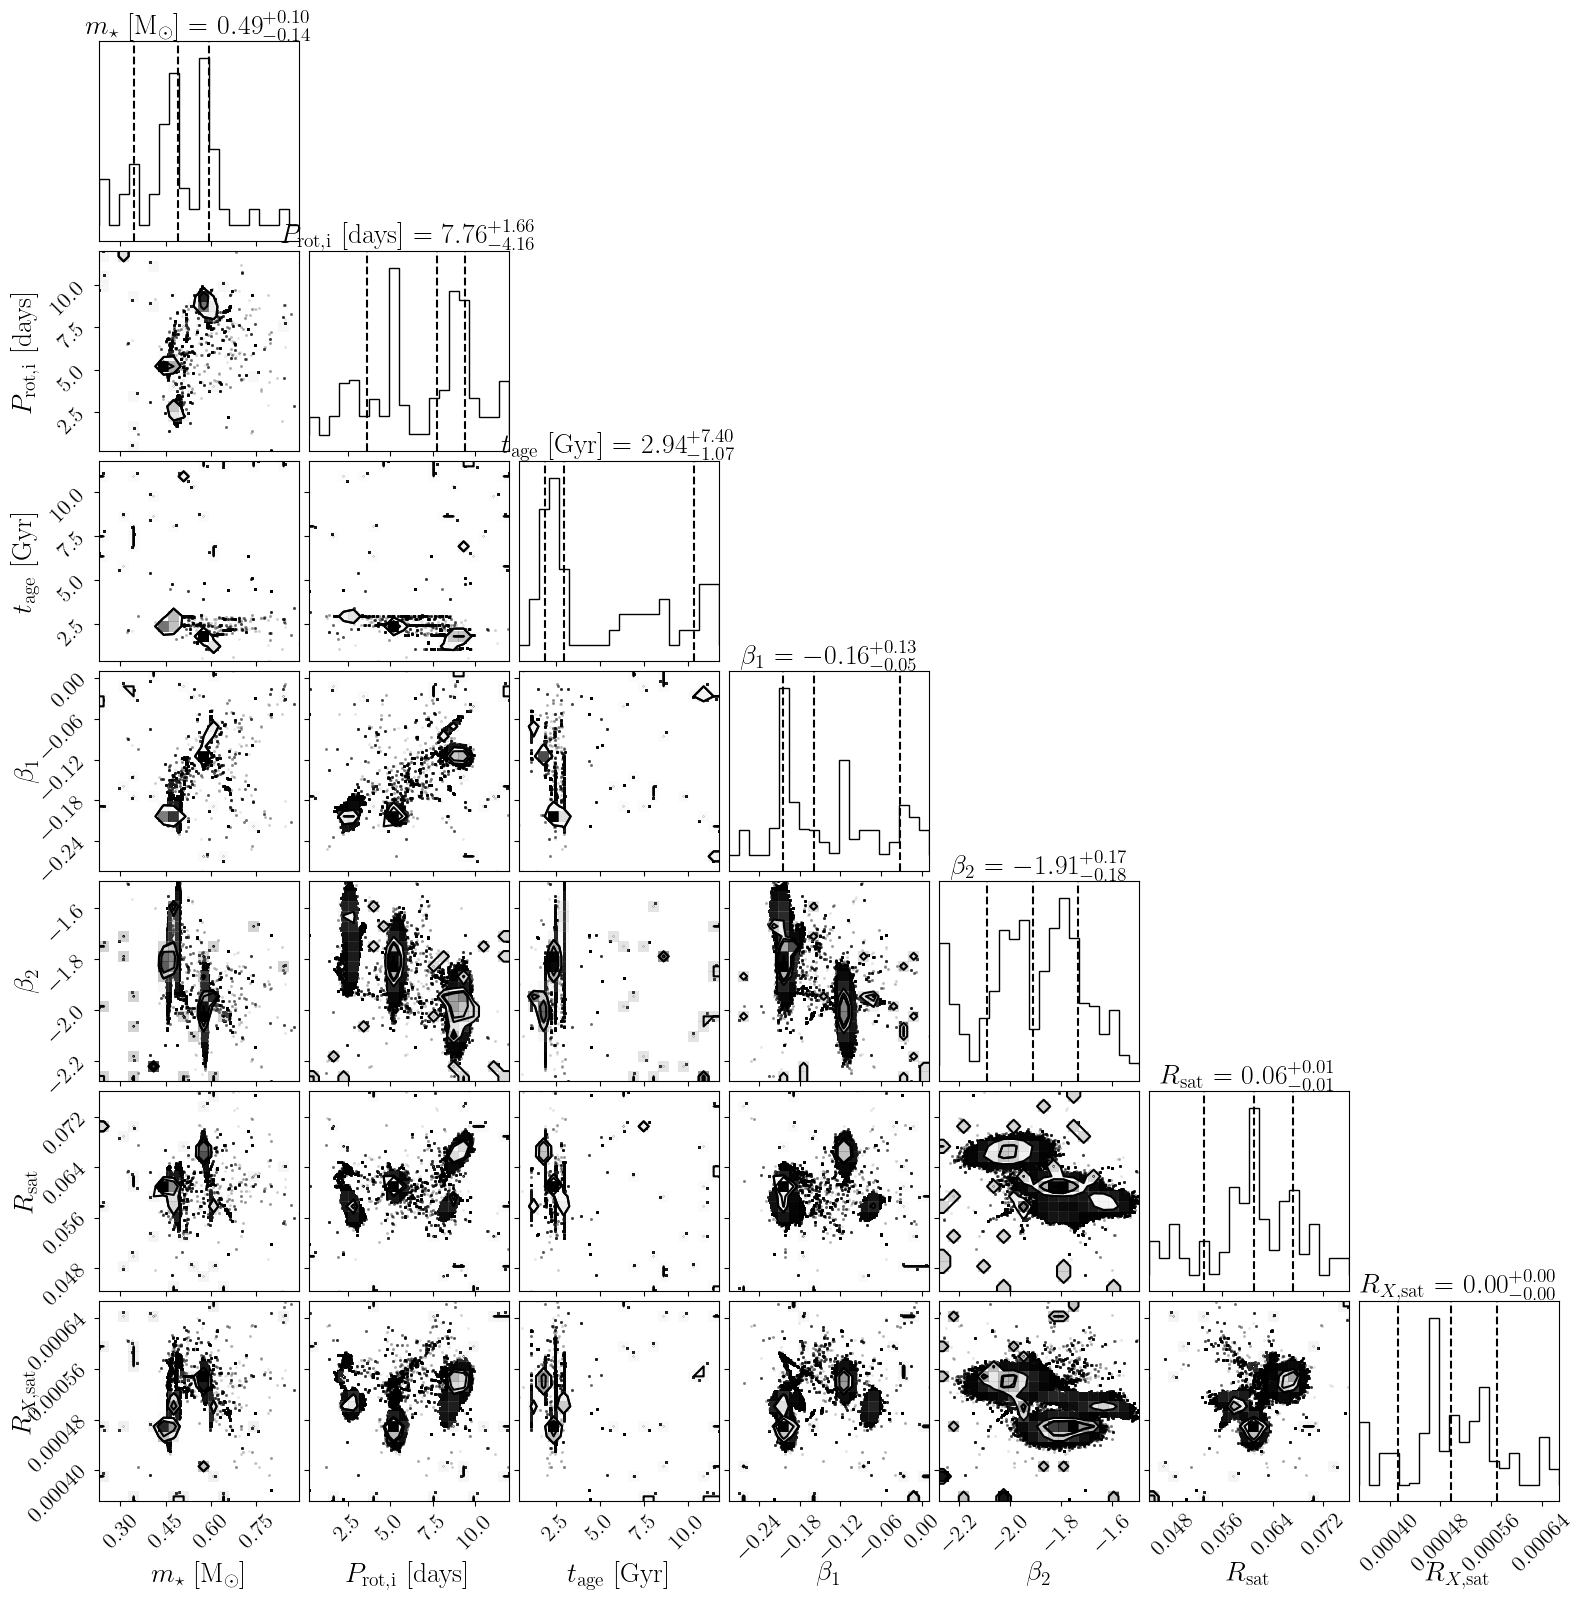 m⋆ [M⊙] = 0.49 +0.10 −0.14
Prot,i [days] = 7.76 +1.66 −4.16
10.0
7.5
5.0
2.5
Prot,i [days]
tage [Gyr] = 2.94 +7.40 −1.07
10.0
7.5
5.0
2.5
tage [Gyr]
β1 = −0.16 +0.13 −0.05
0.00
−0.06
−0.12
−0.18
−0.24
β1
β2 = −1.91 +0.17 −0.18
−1.6
−1.8
−2.0
−2.2
β2
Rsat = 0.06 +0.01 −0.01
0.072
0.064
0.056
0.048
Rsat
RX,sat = 0.00 +0.00 −0.00
0.00064
0.00056
0.00048
0.00040
RX,sat
0.30 0.45 0.60 0.75
2.5 5.0 7.5 10.0
2.5 5.0 7.5 10.0
−0.24 −0.18 −0.12 −0.06 0.00
−2.2 −2.0 −1.8 −1.6
0.048 0.056 0.064 0.072
0.00040 0.00048 0.00056 0.00064
m⋆ [M⊙]
Prot,i [days]
tage [Gyr]
β1
β2
Rsat
RX,sat